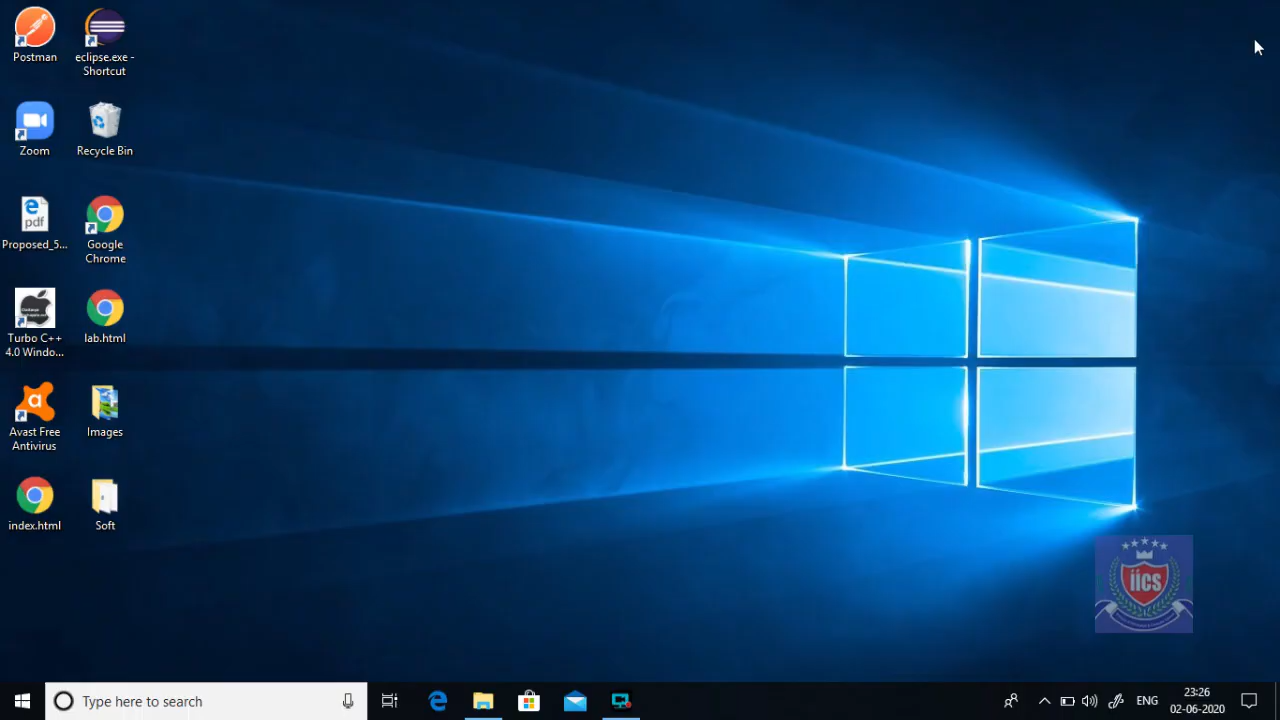 Postman
eclipse.exe -
Shortcut
Zoom
Recycle Bin
pdf
Proposed_5...
Google
Chrome
Turbo C++
4.0 Windo...
lab.html
Avast Free
Antivirus
Images
index.html
Soft
iics
Type here to search
ENG
23:26
02-06-2020